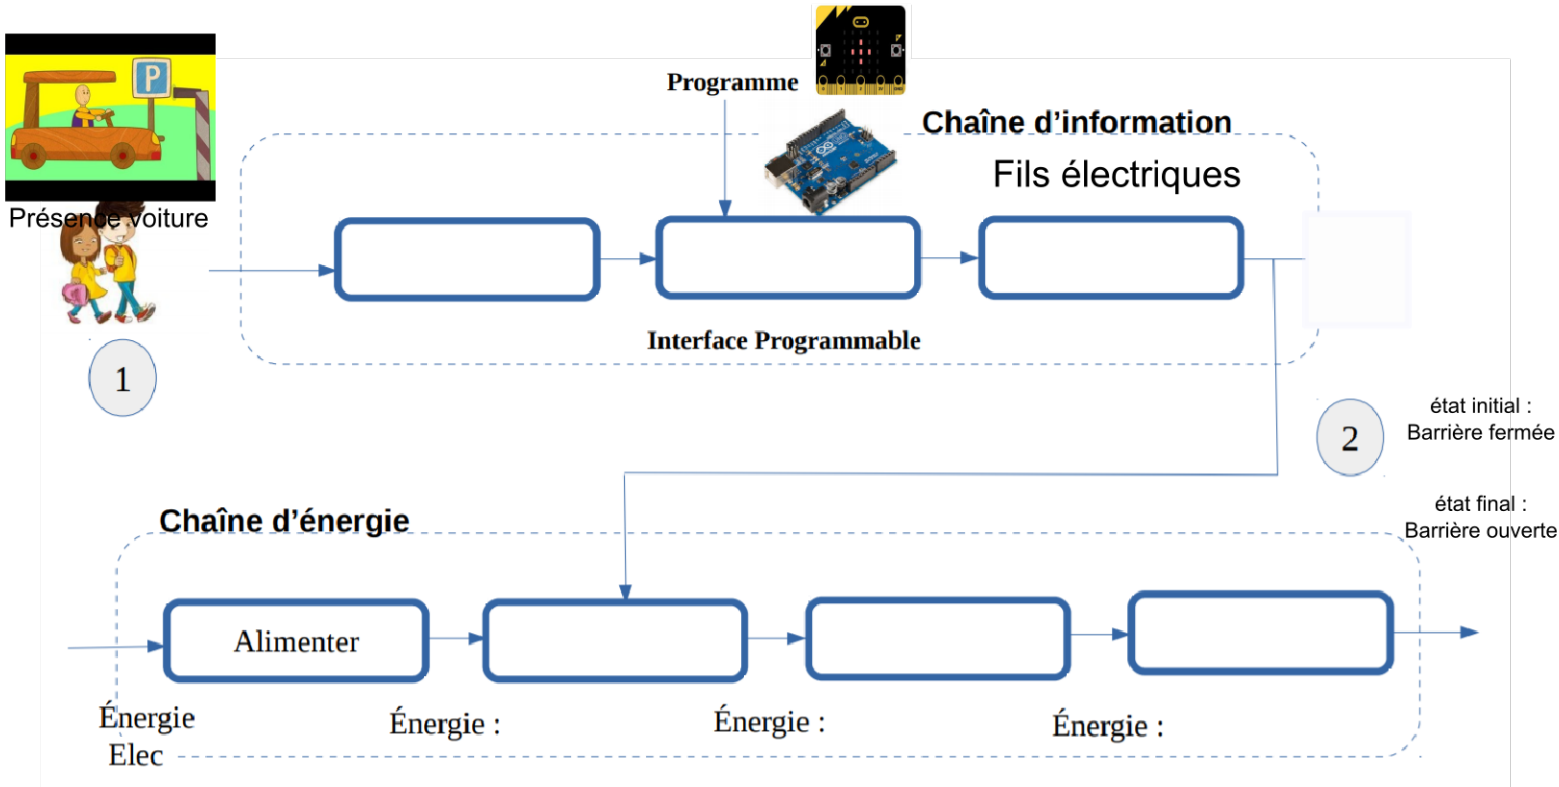 Programme
P
Chaîne d'information
Fils électriques
Présence voiture
Interface Programmable
1
2
état initial :
Barrière fermée
état final :
Barrière ouverte
Chaîne d'énergie
Alimenter
Énergie
Elec
Énergie :
Énergie :
Énergie :